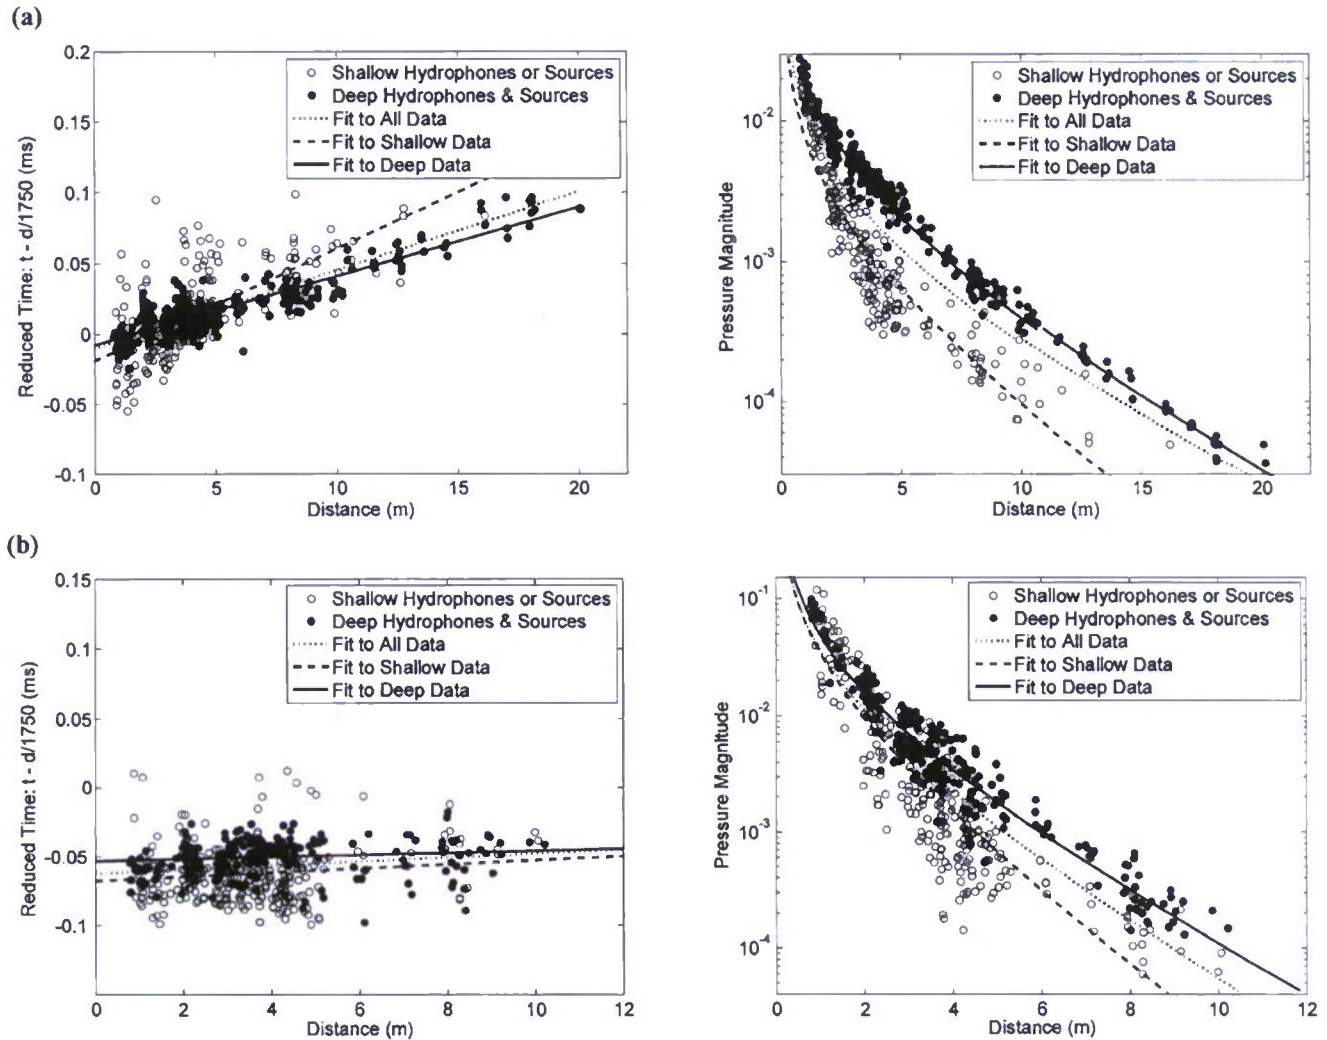 (a)
0.2
0.15
0.1
0.05
0
-0.05
-0.1
Reduced Time: t - d/1750 (ms)
Shallow Hydrophones or Sources
Deep Hydrophones & Sources
Fit to All Data
Fit to Shallow Data
Fit to Deep Data
0 5 10 15 20
Distance (m)
10-2
10-3
10-4
Pressure Magnitude
Shallow Hydrophones or Sources
Deep Hydrophones & Sources
Fit to All Data
Fit to Shallow Data
Fit to Deep Data
0 5 10 15 20
Distance (m)
(b)
0.15
0.1
0.05
0
-0.05
-0.1
Reduced Time: t - d/1750 (ms)
Shallow Hydrophones or Sources
Deep Hydrophones & Sources
Fit to All Data
Fit to Shallow Data
Fit to Deep Data
0 2 4 6 8 10 12
Distance (m)
10-1
10-2
10-3
10-4
Pressure Magnitude
Shallow Hydrophones or Sources
Deep Hydrophones & Sources
Fit to All Data
Fit to Shallow Data
Fit to Deep Data
0 2 4 6 8 10 12
Distance (m)